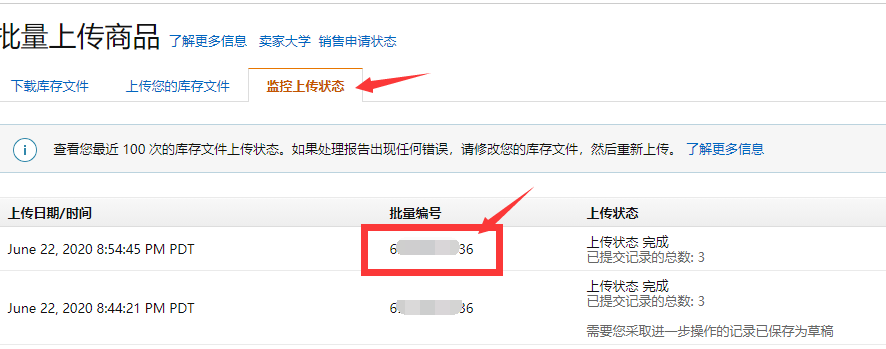 批量上传商品 了解更多信息 卖家大学 销售申请状态
下载库存文件 上传您的库存文件 监控上传状态
查看您最近 100 次的库存文件上传状态。如果处理报告出现任何错误，请修改您的库存文件，然后重新上传。 了解更多信息
上传日期/时间 批量编号 上传状态
June 22, 2020 8:54:45 PM PDT 6 36 上传状态 完成
已提交记录的总数: 3
June 22, 2020 8:44:21 PM PDT 6 36 上传状态 完成
已提交记录的总数: 3
需要您采取进一步操作的记录已保存为草稿